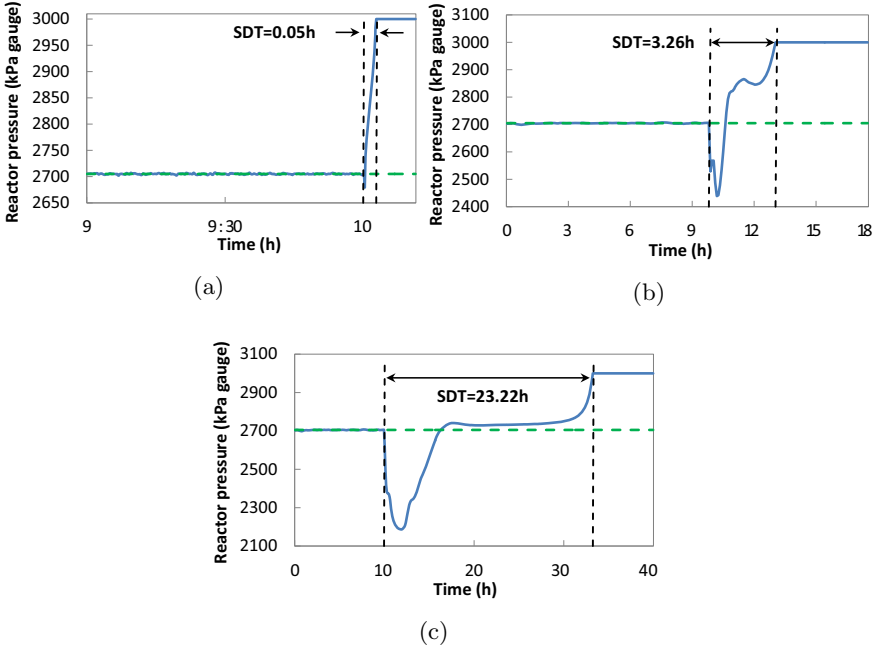 Reactor pressure (kPa gauge)
3000
2950
2900
2850
2800
2750
2700
2650
SDT=0.05h
9
9:30
10
Time (h)
(a)
Reactor pressure (kPa gauge)
3100
3000
2900
2800
2700
2600
2500
2400
SDT=3.26h
0 3 6 9 12 15 18
Time (h)
(b)
Reactor pressure (kPa gauge)
3100
2900
2700
2500
2300
2100
SDT=23.22h
0 10 20 30 40
Time (h)
(c)